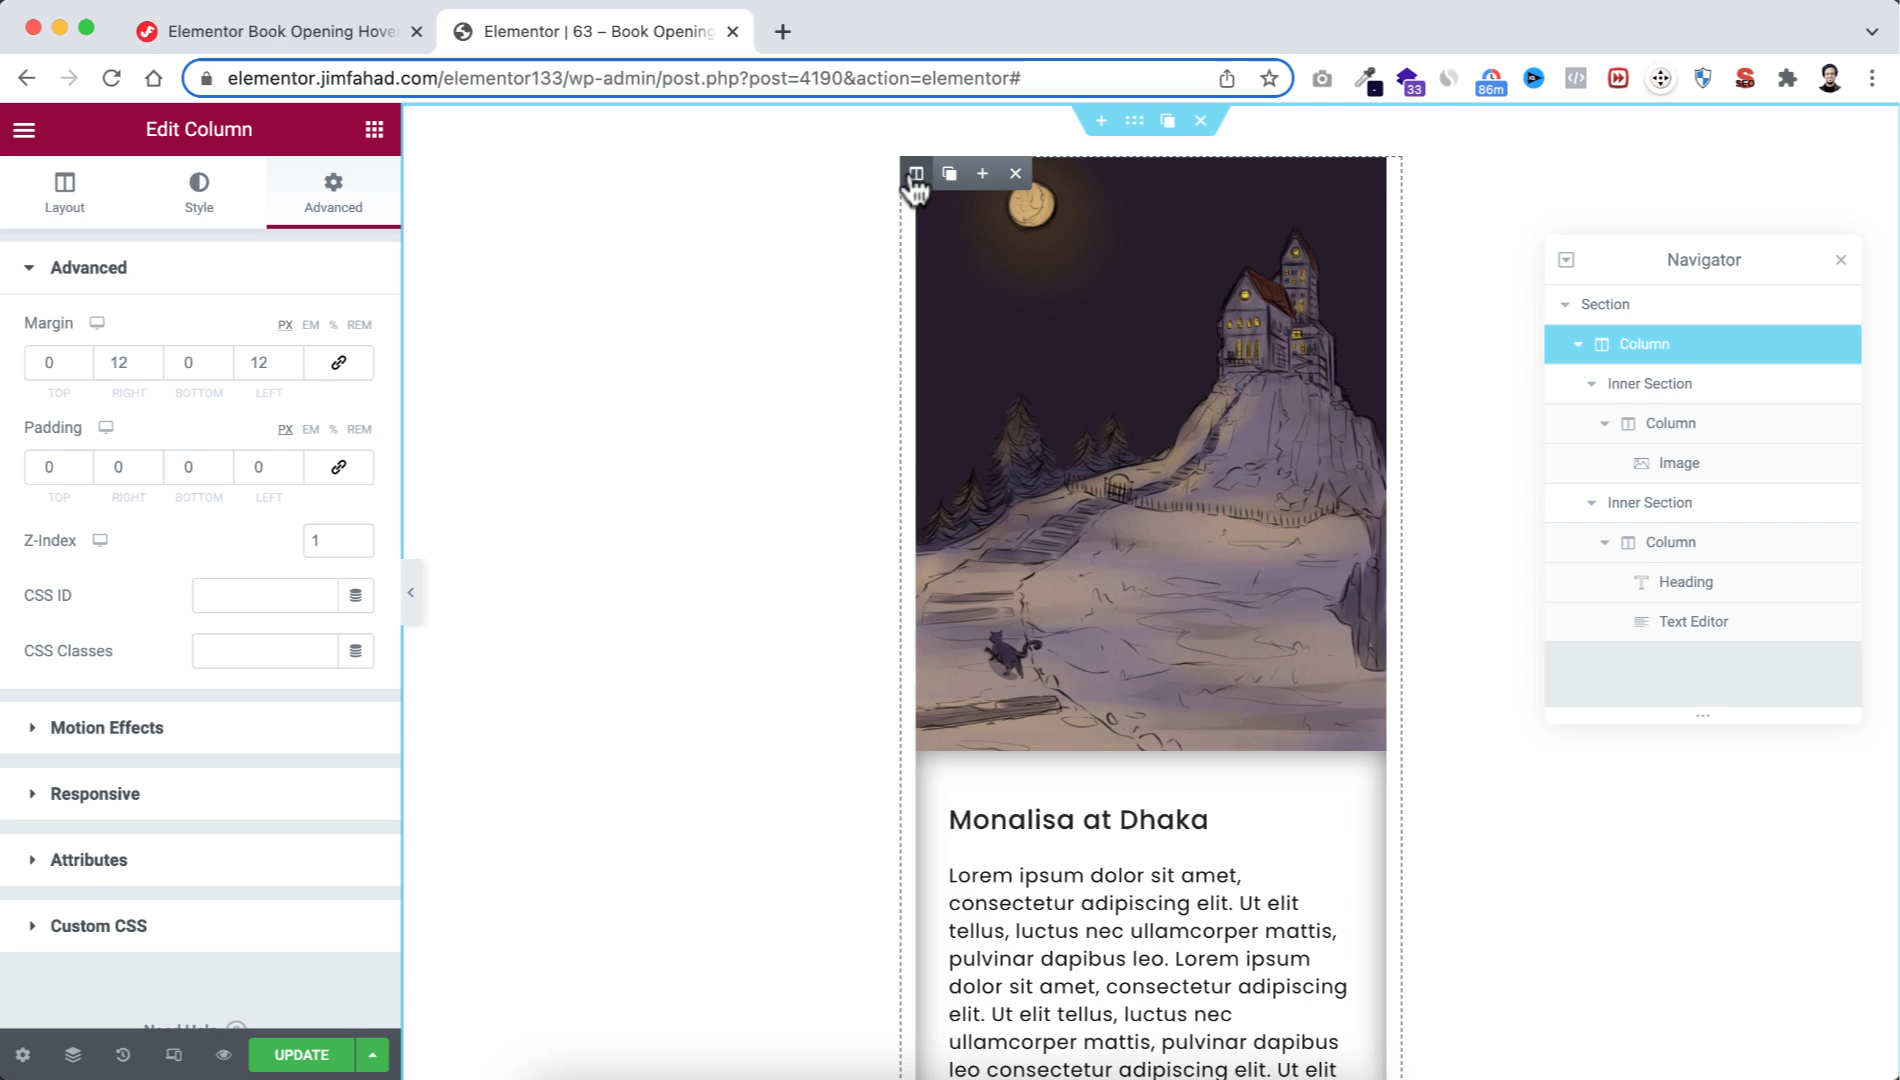 Elementor Book Opening Hove
Elementor | 63 – Book Opening
elementor.jimfahad.com/elementor133/wp-admin/post.php?post=4190&action=elementor#
33
86m
SEO
Edit Column
Layout
Style
Advanced
Advanced
Margin
PX EM % REM
0 12 0 12
TOP RIGHT BOTTOM LEFT
Padding
PX EM % REM
0 0 0 0
TOP RIGHT BOTTOM LEFT
Z-Index
1
CSS ID
CSS Classes
Motion Effects
Responsive
Attributes
Custom CSS
Need Help
UPDATE
Monalisa at Dhaka
Lorem ipsum dolor sit amet,
consectetur adipiscing elit. Ut elit
tellus, luctus nec ullamcorper mattis,
pulvinar dapibus leo. Lorem ipsum
dolor sit amet, consectetur adipiscing
elit. Ut elit tellus, luctus nec
ullamcorper mattis, pulvinar dapibus
leo consectetur adipiscing elit. Ut elit
Navigator
Section
Column
Inner Section
Column
Image
Inner Section
Column
Heading
Text Editor